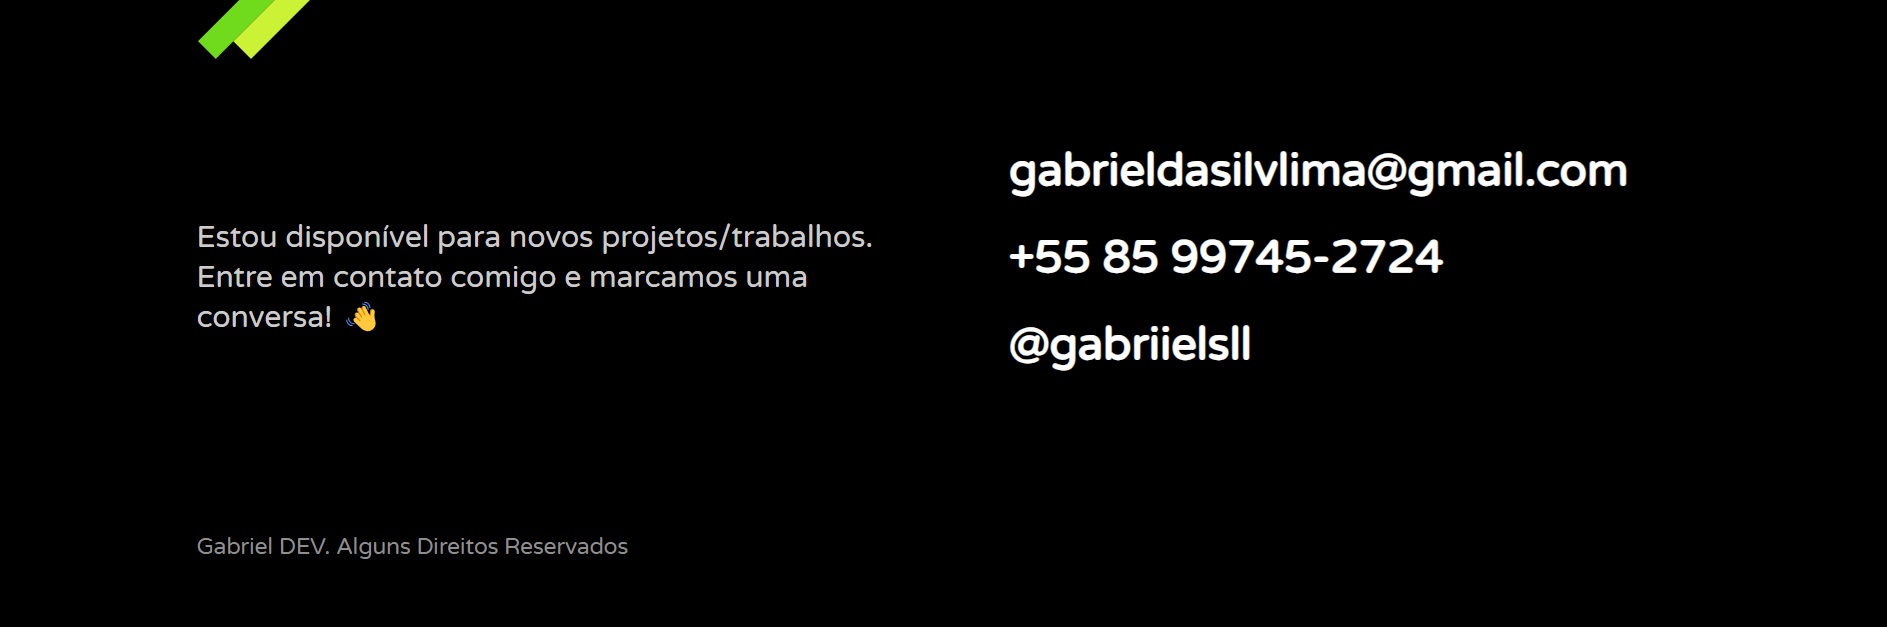 Estou disponível para novos projetos/trabalhos.
Entre em contato comigo e marcamos uma
conversa! 👋
gabrieldasilvlima@gmail.com
+55 85 99745-2724
@gabriielsll
Gabriel DEV. Alguns Direitos Reservados